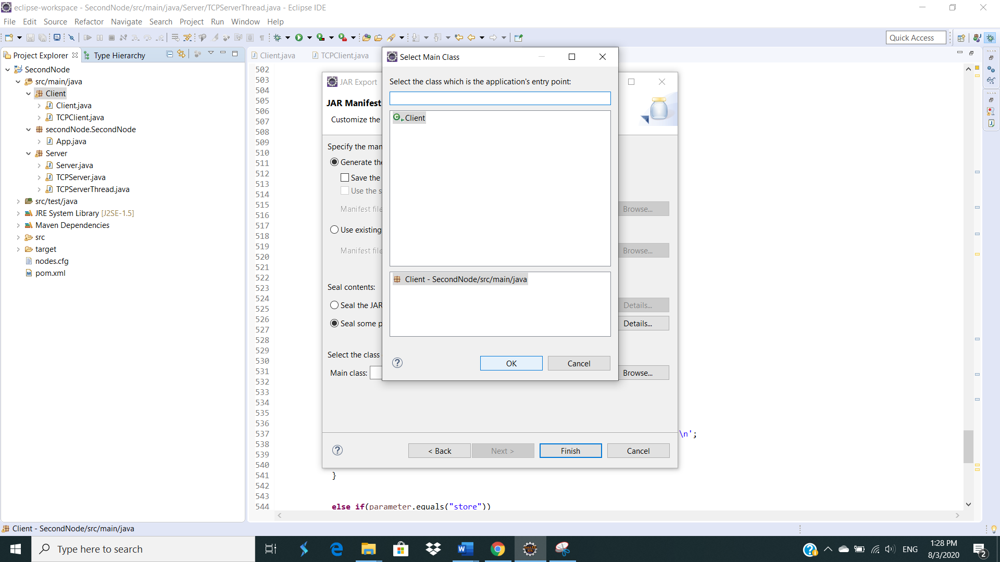 eclipse-workspace - SecondNode/src/main/java/Server/TCPServerThread.java - Eclipse IDE
File Edit Source Refactor Navigate Search Project Run Window Help
Quick Access
Project Explorer Type Hierarchy
SecondNode
src/main/java
Client
Client.java
TCPClient.java
secondNode.SecondNode
App.java
Server
Server.java
TCPServer.java
TCPServerThread.java
src/test/java
JRE System Library [J2SE-1.5]
Maven Dependencies
src
target
nodes.cfg
pom.xml
Client.java TCPClient.java
502
503
504
505
506
507
508
509
510
511
512
513
514
515
516
517
518
519
520
521
522
523
524
525
526
527
528
529
530
531
532
533
534
535
536
537
538
539
540
541
542
543
544
\n';
}
else if(parameter.equals("store"))
JAR Export
JAR Manifest
Customize the
Specify the man
Generate the
Save the
Use the s
Manifest file
Browse...
Use existing
Manifest file
Browse...
Seal contents:
Seal the JAR
Details...
Seal some p
Details...
Select the class
Main class:
Browse...
< Back Next > Finish Cancel
Select Main Class
Select the class which is the application's entry point:
Client
Client - SecondNode/src/main/java
OK Cancel
Client - SecondNode/src/main/java
Type here to search
ENG
1:28 PM
8/3/2020
2